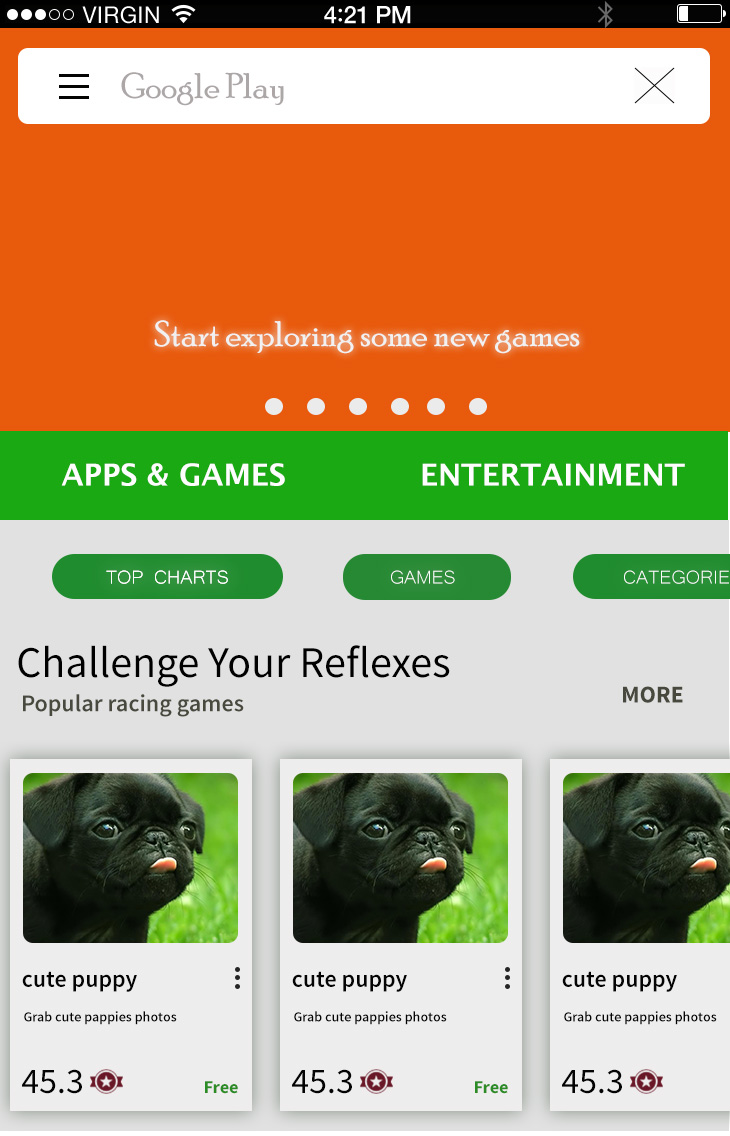 VIRGIN 4:21 PM
Google Play
Start exploring some new games
APPS & GAMES ENTERTAINMENT
TOP CHARTS GAMES CATEGORIE
Challenge Your Reflexes
Popular racing games
MORE
cute puppy cute puppy cute puppy
Grab cute pappies photos Grab cute pappies photos Grab cute pappies photos
45.3 Free 45.3 Free 45.3